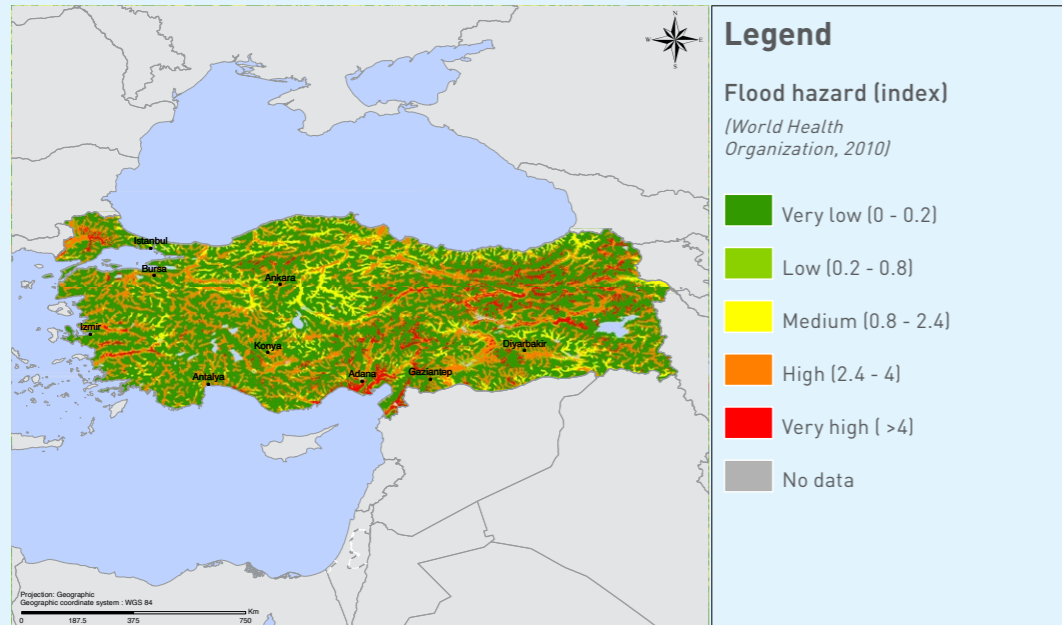 N
W E
S
Istanbul
Bursa
Ankara
Izmir
Konya
Diyarbakir
Antalya
Adana
Gaziantep
Projection: Geographic
Geographic coordinate system : WGS 84
Km
0 187.5 375 750
Legend
Flood hazard (index)
(World Health
Organization, 2010)
Very low (0 - 0.2)
Low (0.2 - 0.8)
Medium (0.8 - 2.4)
High (2.4 - 4)
Very high ( >4)
No data